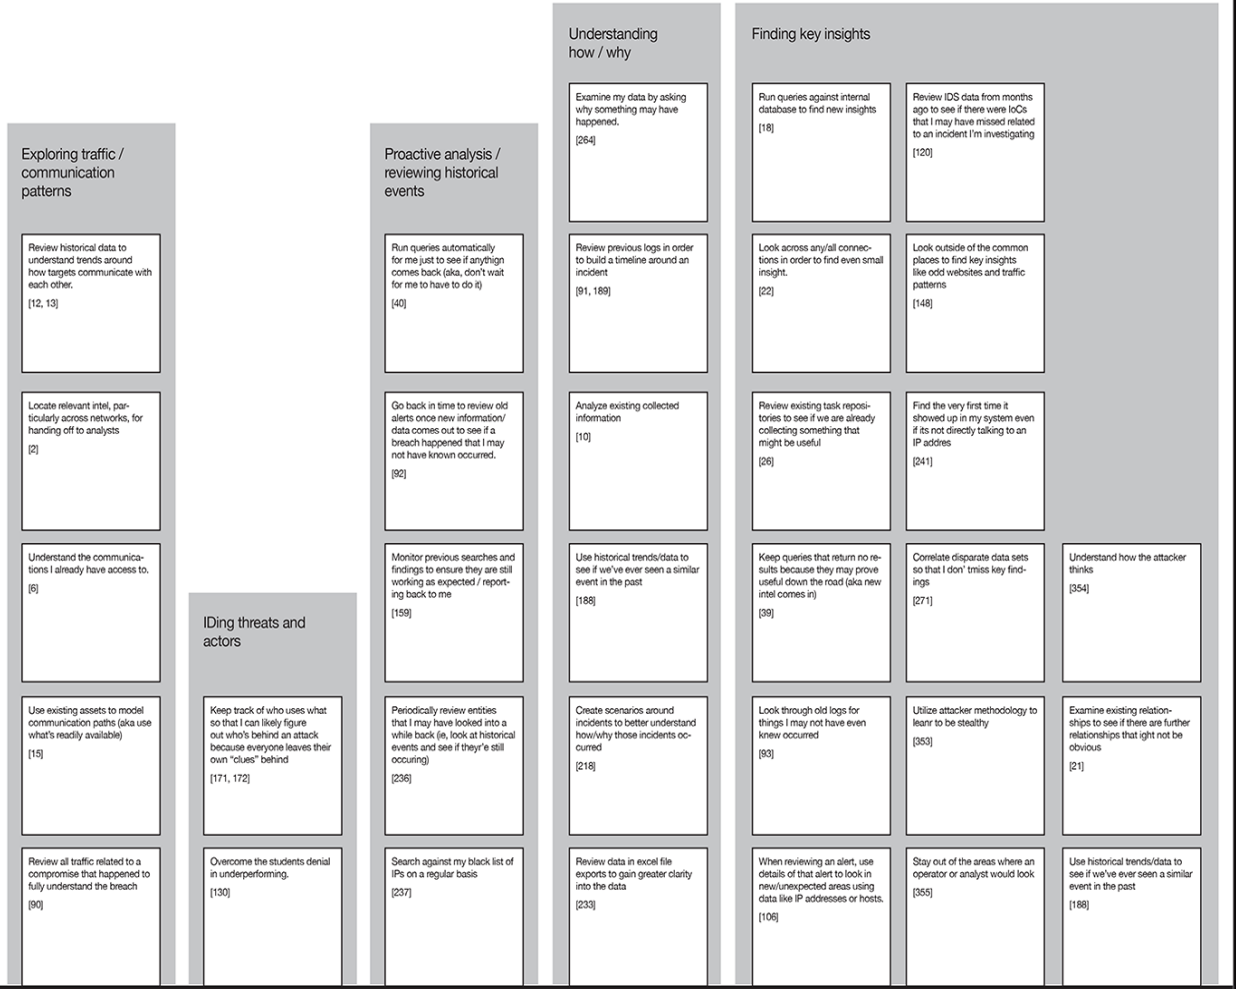 Exploring traffic /
communication
patterns
Review historical data to
understand trends around
how targets communicate with
each other.
[12, 13]
Locate relevant intel, par-
ticularly across networks, for
handing off to analysts
[2]
Understand the communica-
tions I already have access to.
[6]
Use existing assets to model
communication paths (aka use
what's readily available)
[15]
Review all traffic related to a
compromise that happened to
fully understand the breach
[90]
IDing threats and
actors
Keep track of who uses what
so that I can likely figure
out who's behind an attack
because everyone leaves their
own "clues" behind
[171, 172]
Overcome the students denial
in underperforming.
[130]
Proactive analysis /
reviewing historical
events
Run queries automatically
for me just to see if anythign
comes back (aka, don't wait
for me to have to do it)
[40]
Go back in time to review old
alerts once new information/
data comes out to see if a
breach happened that I may
not have known occurred.
[92]
Monitor previous searches and
findings to ensure they are still
working as expected / report-
ing back to me
[159]
Periodically review entities
that I may have looked into a
while back (ie, look at historical
events and see if theyr'e still
occuring)
[236]
Search against my black list of
IPs on a regular basis
[237]
Understanding
how / why
Examine my data by asking
why something may have
happened.
[264]
Review previous logs in order
to build a timeline around an
incident
[91, 189]
Analyze existing collected
information
[10]
Use historical trends/data to
see if we've ever seen a similar
event in the past
[188]
Create scenarios around
incidents to better understand
how/why those incidents oc-
curred
[218]
Review data in excel file
exports to gain greater clarity
into the data
[233]
Finding key insights
Run queries against internal
database to find new insights
[18]
Look across any/all connec-
tions in order to find even small
insight.
[22]
Review existing task reposi-
tories to see if we are already
collecting something that
might be useful
[26]
Keep queries that return no re-
sults because they may prove
useful down the road (aka new
intel comes in)
[39]
Look through old logs for
things I may not have even
knew occurred
[93]
When reviewing an alert, use
details of that alert to look in
new/unexpected areas using
data like IP addresses or hosts.
[106]
Review IDS data from months
ago to see if there were IoCs
that I may have missed related
to an incident I'm investigating
[120]
Look outside of the common
places to find key insights
like odd websites and traffic
patterns
[148]
Find the very first time it
showed up in my system even
if its not directly talking to an
IP addres
[241]
Correlate disparate data sets
so that I don' tmiss key find-
ings
[271]
Utilize attacker methodology to
leanr to be stealthy
[353]
Stay out of the areas where an
operator or analyst would look
[355]
Understand how the attacker
thinks
[354]
Examine existing relation-
ships to see if there are further
relationships that ight not be
obvious
[21]
Use historical trends/data to
see if we've ever seen a similar
event in the past
[188]